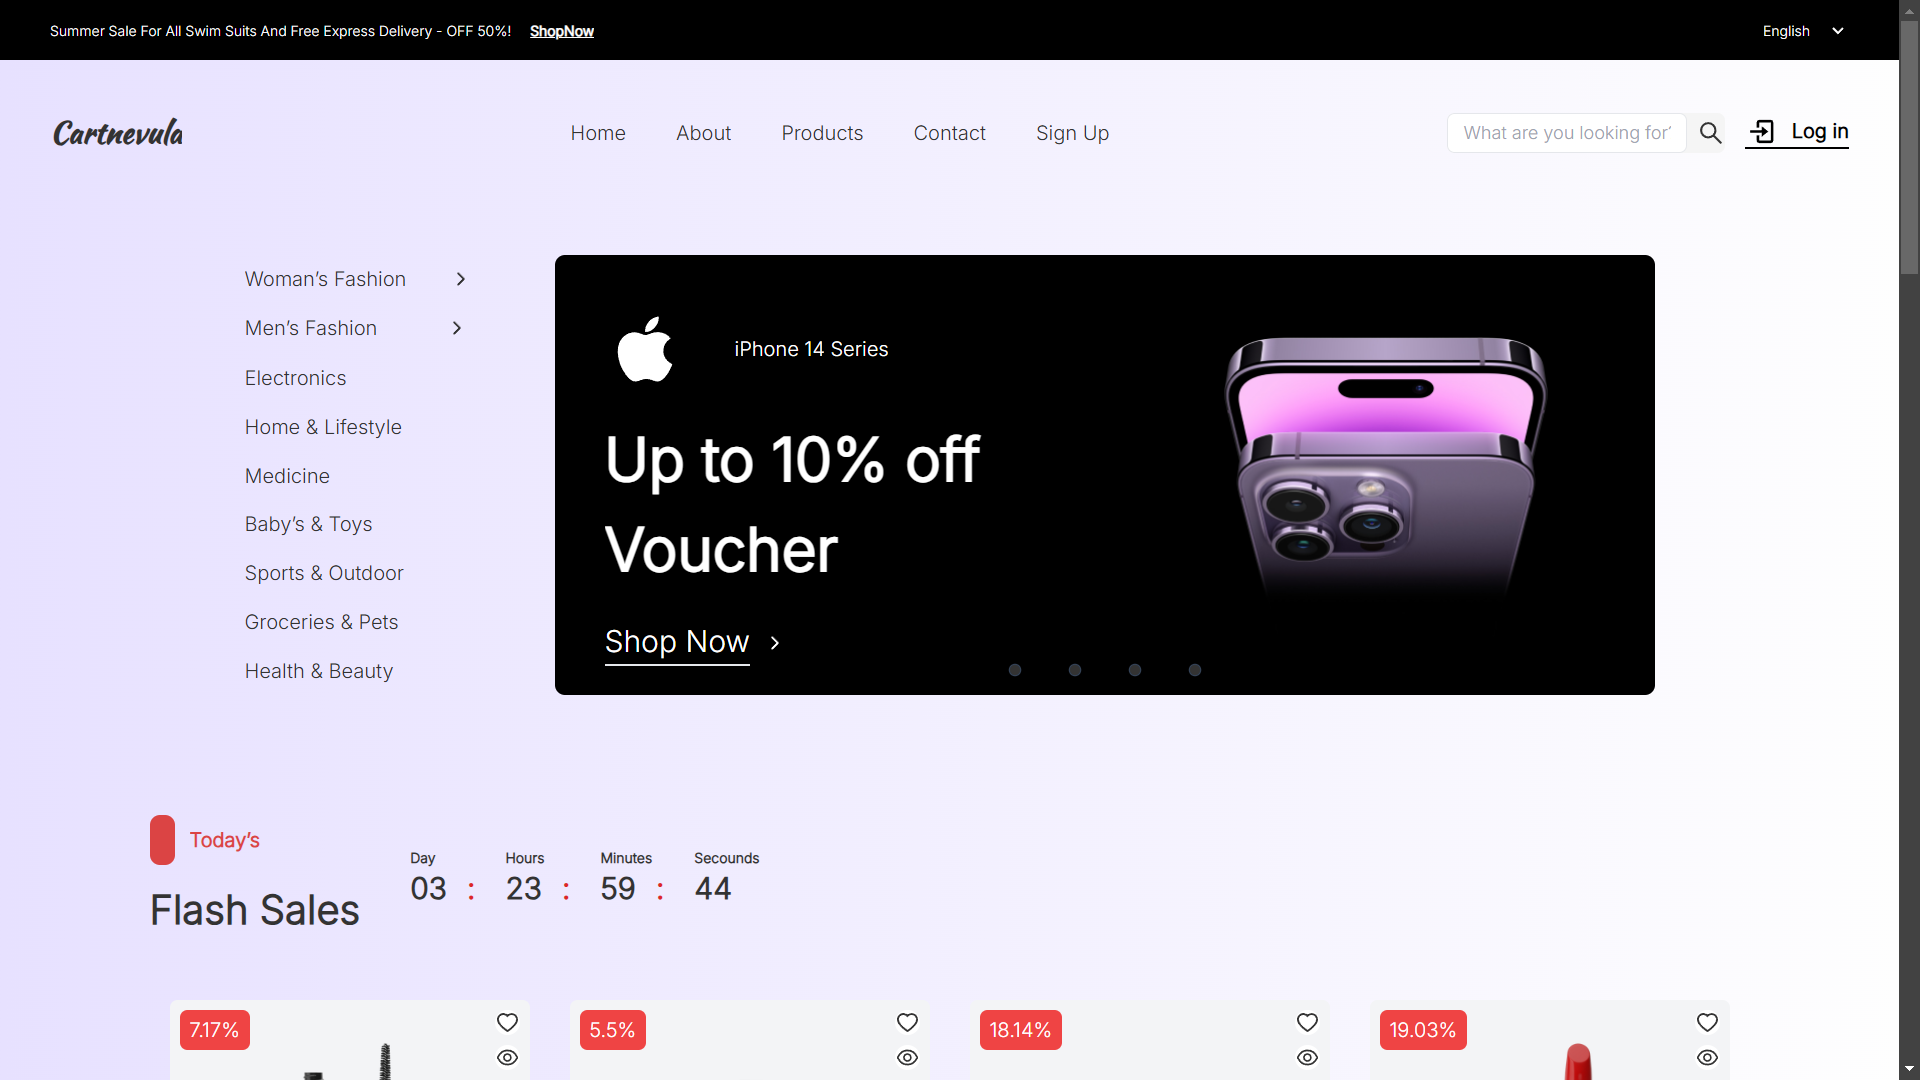 Summer Sale For All Swim Suits And Free Express Delivery - OFF 50%! ShopNow
English
Cartnevula
Home About Products Contact Sign Up
What are you looking for?
Log in
Woman's Fashion
Men's Fashion
Electronics
Home & Lifestyle
Medicine
Baby's & Toys
Sports & Outdoor
Groceries & Pets
Health & Beauty
iPhone 14 Series
Up to 10% off
Voucher
Shop Now
Today's
Flash Sales
Day Hours Minutes Secounds
03 : 23 : 59 : 44
7.17% 5.5% 18.14% 19.03%